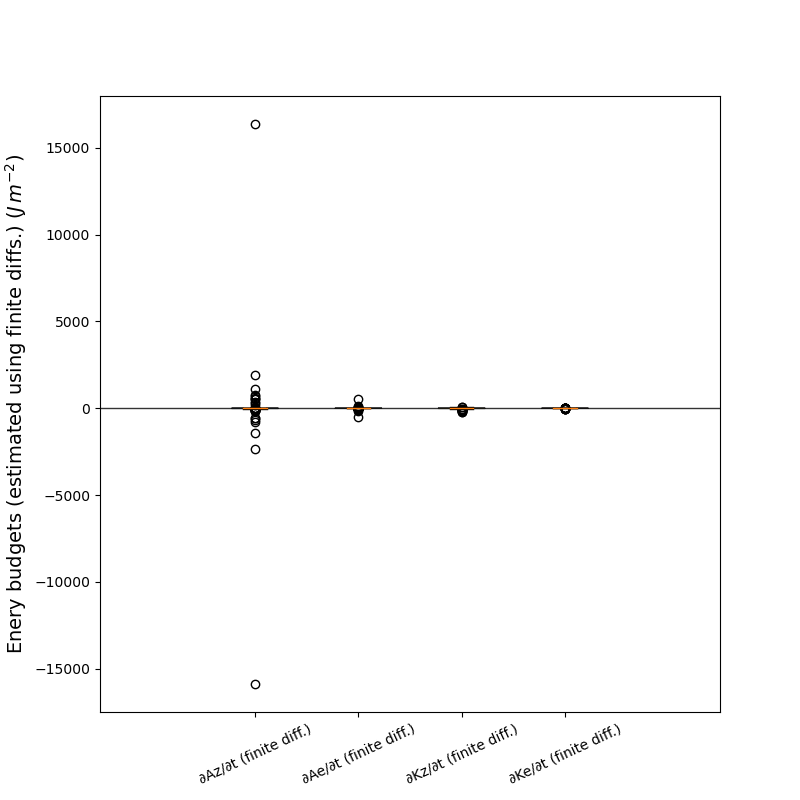 Enery budgets (estimated using finite diffs.) (J m⁻²)
15000
10000
5000
0
−5000
−10000
−15000
∂Az/∂t (finite diff.)
∂Ae/∂t (finite diff.)
∂Kz/∂t (finite diff.)
∂Ke/∂t (finite diff.)